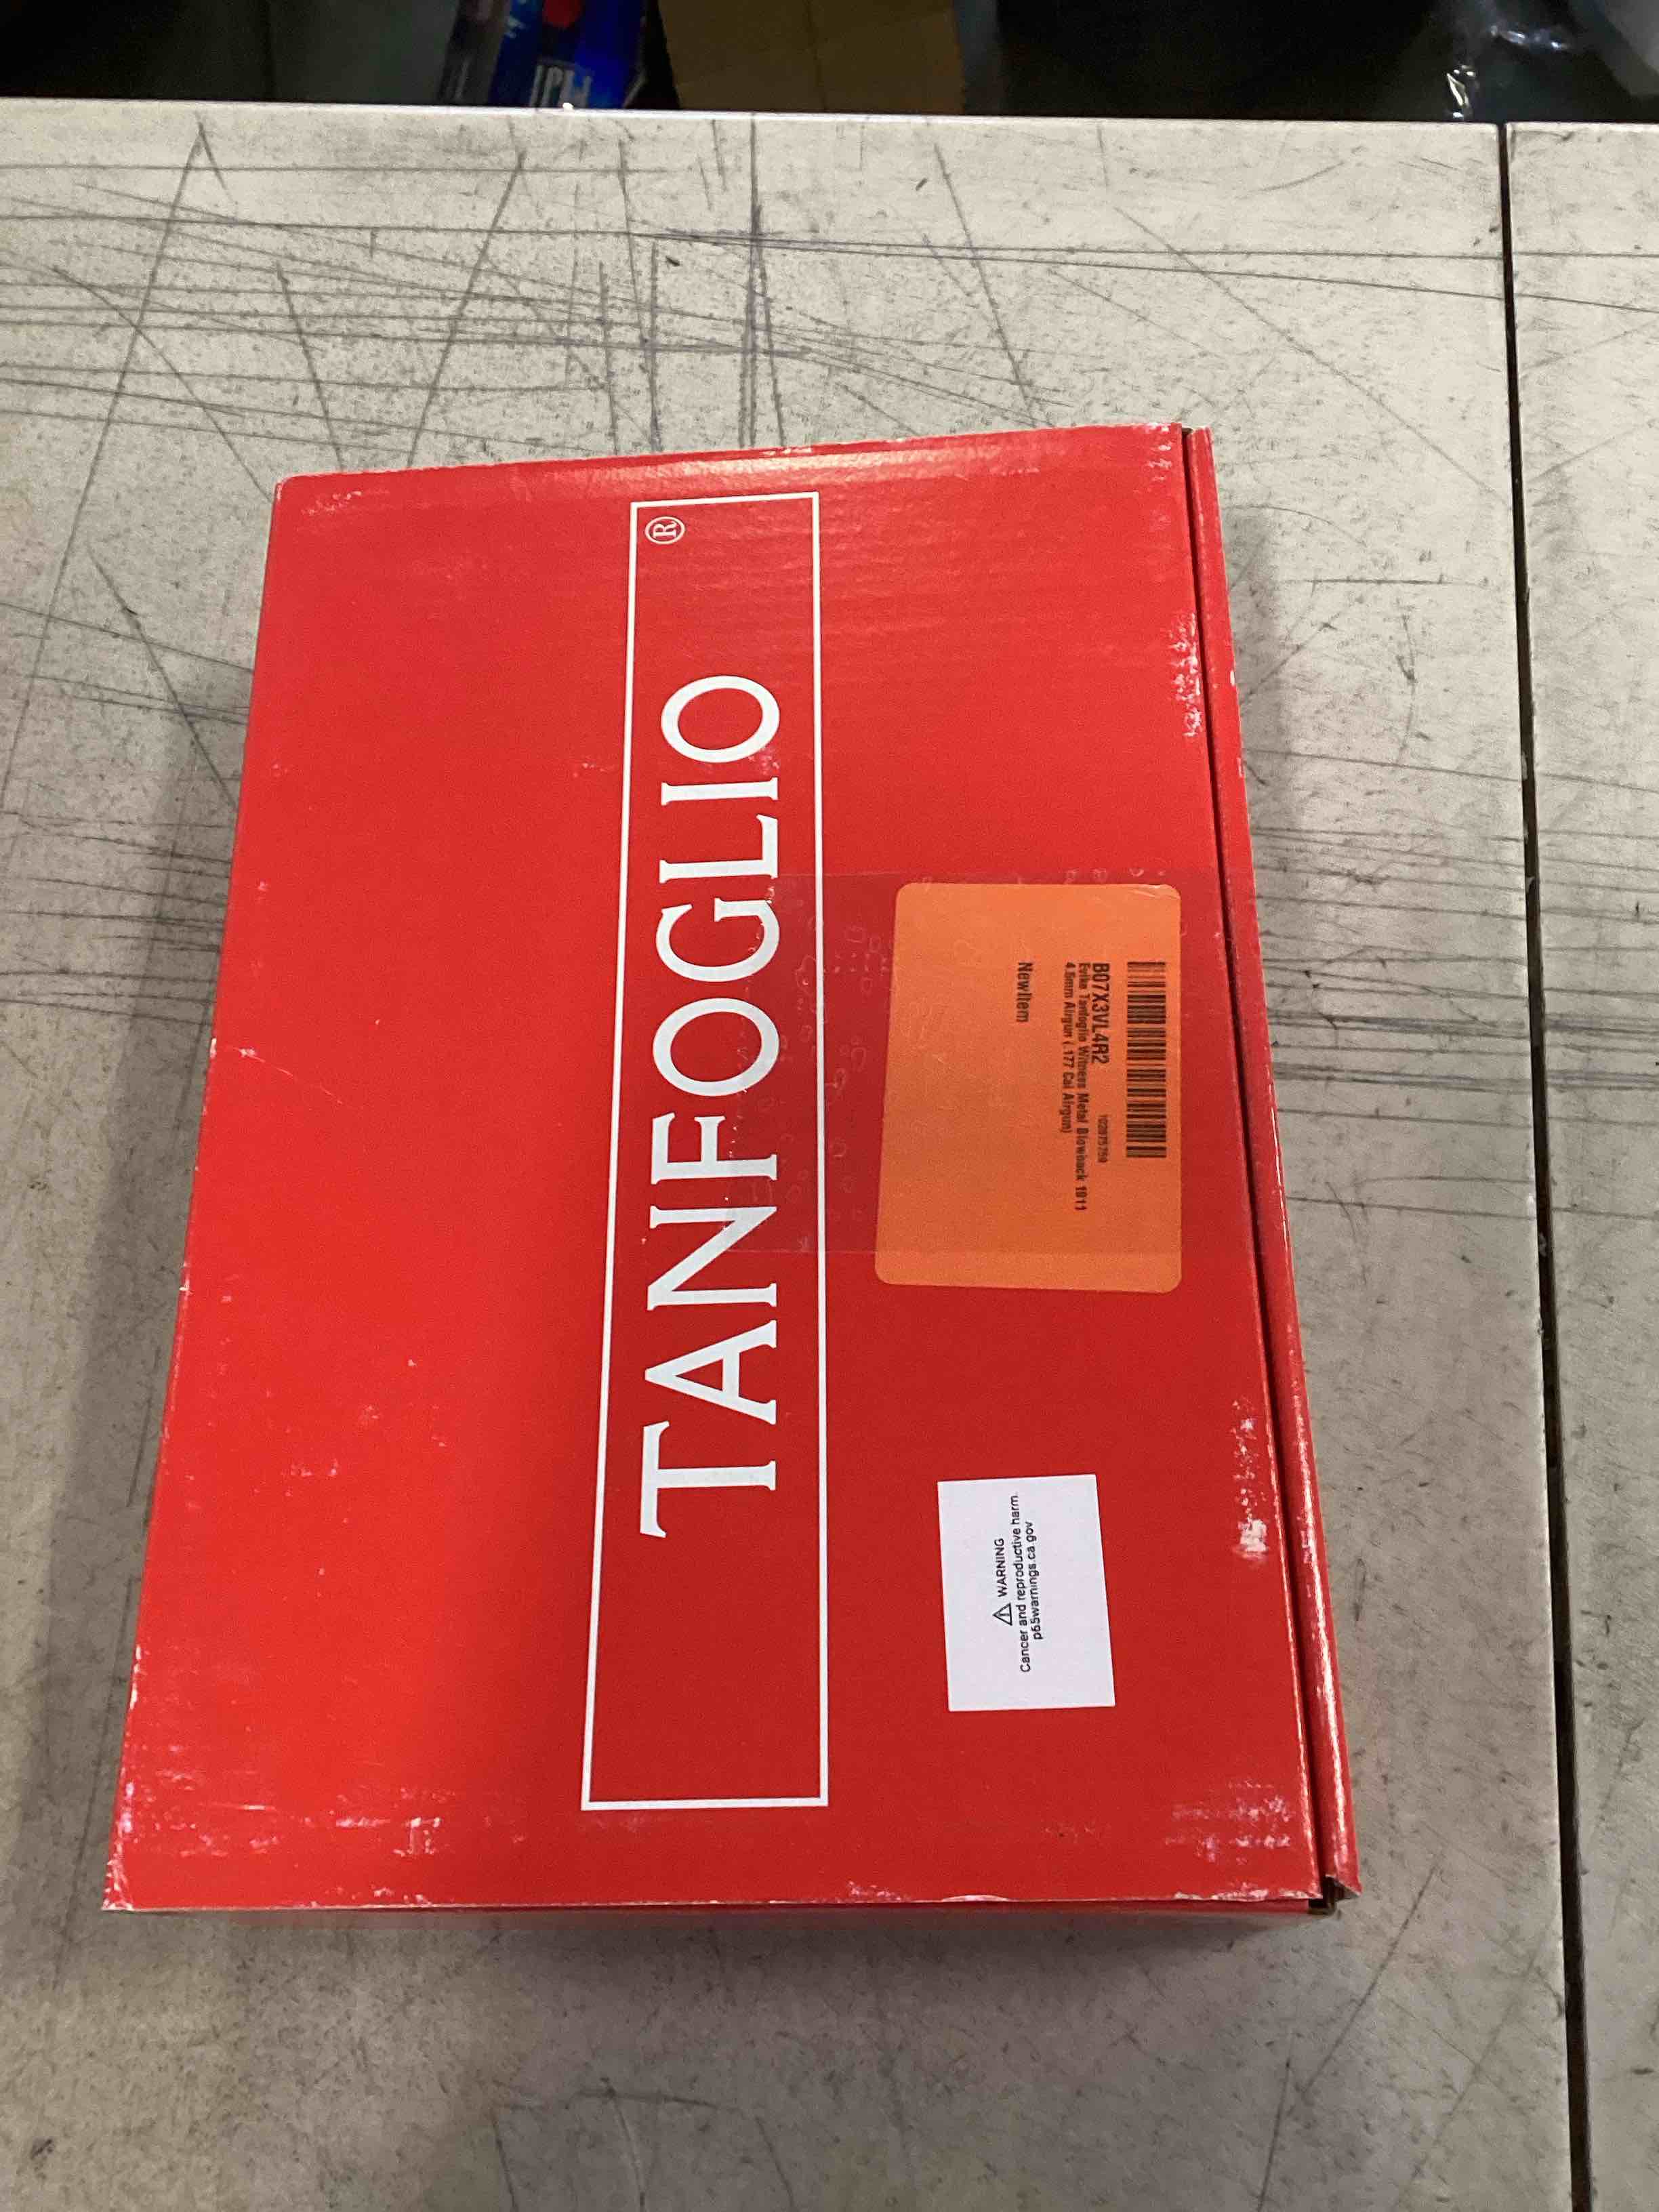 TANFOGLIO ®
B07X3VL4R2
Evike Tanfoglio Witness Metal Blowback 1911
4.5mm Airgun (.177 Cal Airgun)
NewItem
⚠ WARNING
Cancer and reproductive harm.
p65warnings.ca.gov